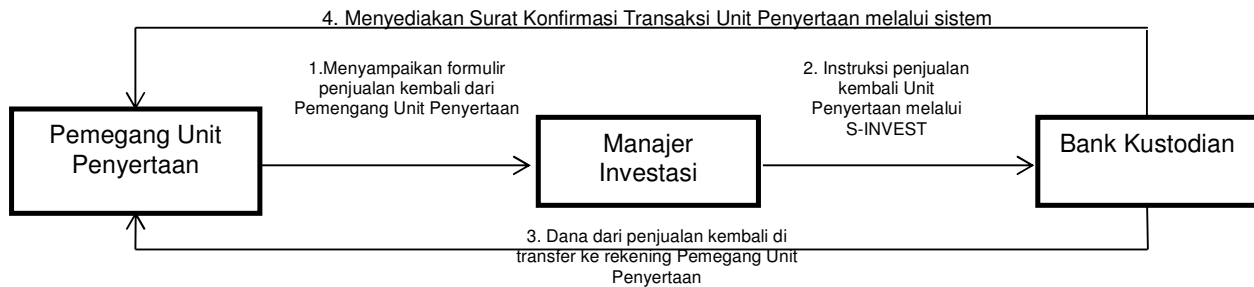 4. Menyediakan Surat Konfirmasi Transaksi Unit Penyertaan melalui sistem
1.Menyampaikan formulir
penjualan kembali dari
Pemengang Unit Penyertaan
2. Instruksi penjualan
kembali Unit
Penyertaan melalui
S-INVEST
Pemegang Unit
Penyertaan
Manajer
Investasi
Bank Kustodian
3. Dana dari penjualan kembali di
transfer ke rekening Pemegang Unit
Penyertaan